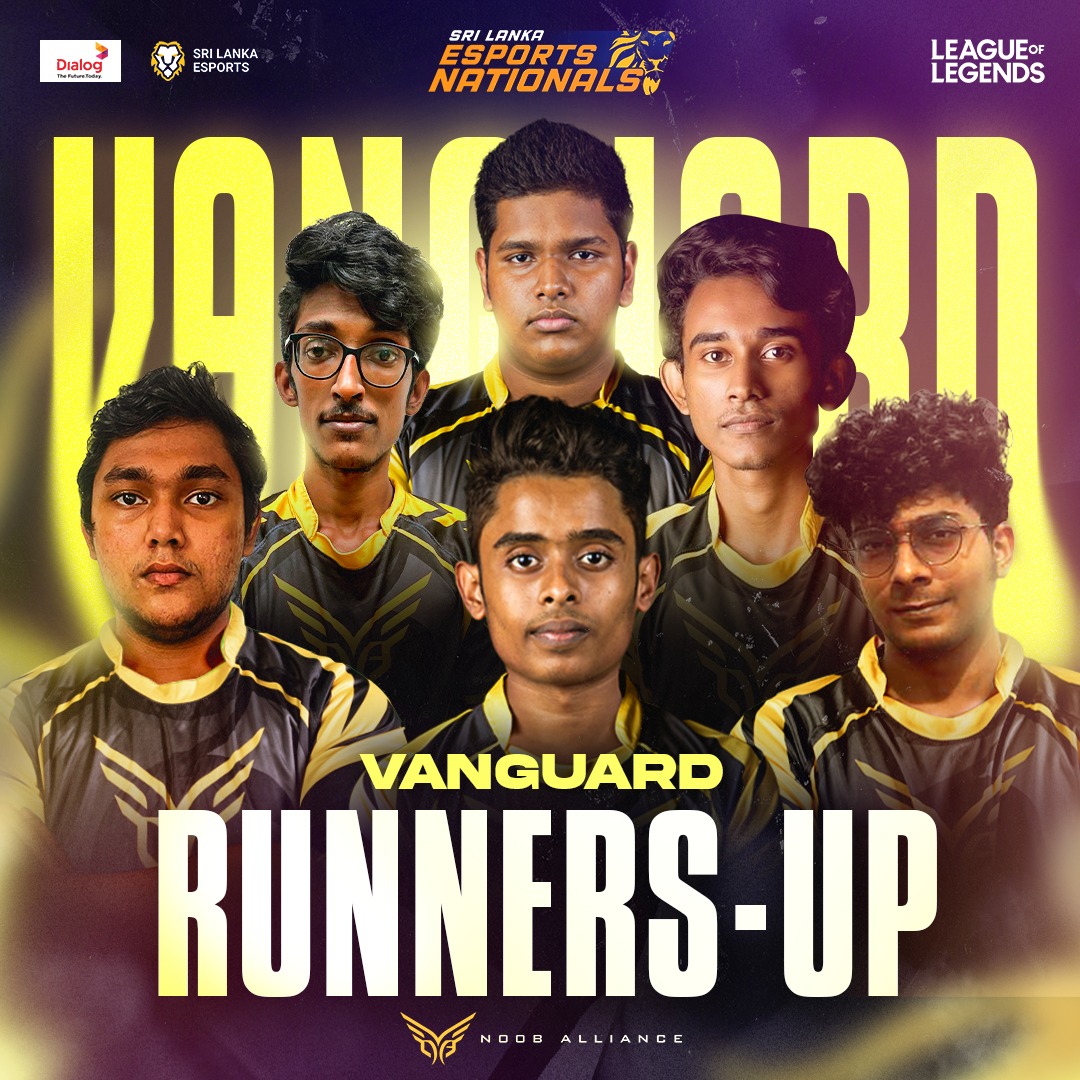 Dialog
The Future.Today.
SRI LANKA
ESPORTS
SRI LANKA
ESPORTS
NATIONALS
LEAGUE OF
LEGENDS
VANGUARD
VANGUARD
RUNNERS-UP
NOOB ALLIANCE